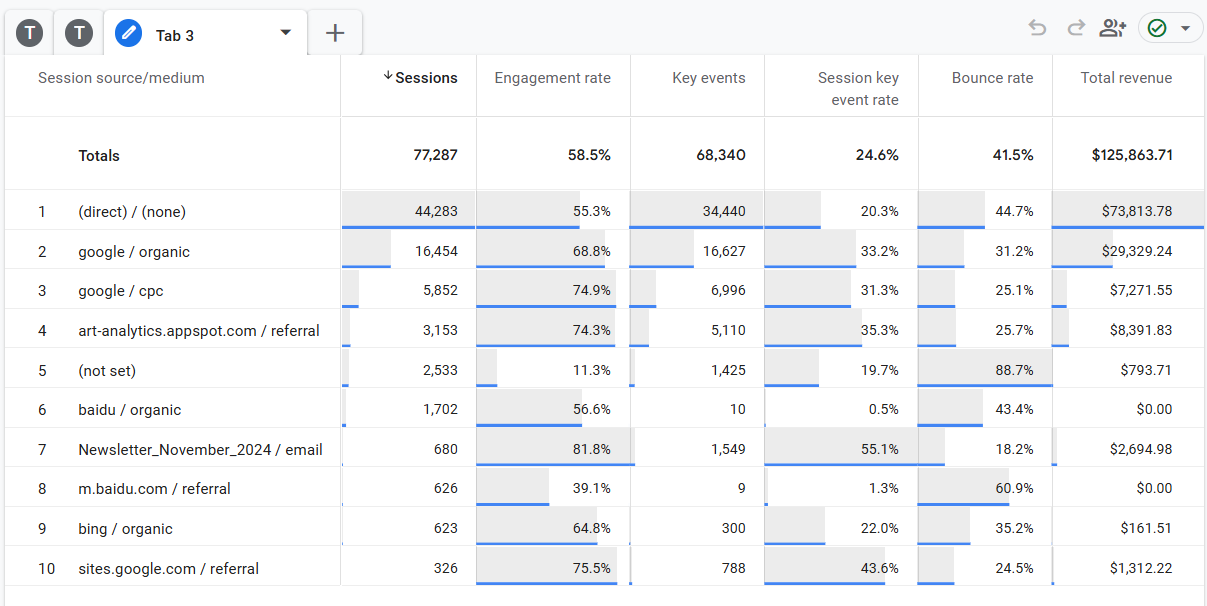 T T Tab 3 +
Session source/medium ↓ Sessions Engagement rate Key events Session key event rate Bounce rate Total revenue
Totals 77,287 58.5% 68,340 24.6% 41.5% $125,863.71
1 (direct) / (none) 44,283 55.3% 34,440 20.3% 44.7% $73,813.78
2 google / organic 16,454 68.8% 16,627 33.2% 31.2% $29,329.24
3 google / cpc 5,852 74.9% 6,996 31.3% 25.1% $7,271.55
4 art-analytics.appspot.com / referral 3,153 74.3% 5,110 35.3% 25.7% $8,391.83
5 (not set) 2,533 11.3% 1,425 19.7% 88.7% $793.71
6 baidu / organic 1,702 56.6% 10 0.5% 43.4% $0.00
7 Newsletter_November_2024 / email 680 81.8% 1,549 55.1% 18.2% $2,694.98
8 m.baidu.com / referral 626 39.1% 9 1.3% 60.9% $0.00
9 bing / organic 623 64.8% 300 22.0% 35.2% $161.51
10 sites.google.com / referral 326 75.5% 788 43.6% 24.5% $1,312.22